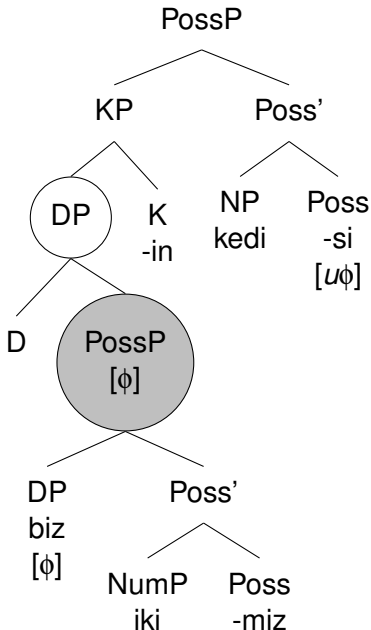 PossP
KP Poss’
DP K NP Poss
-in kedi -si
[uϕ]
D PossP
[ϕ]
DP Poss’
biz
[ϕ]
NumP Poss
iki -miz